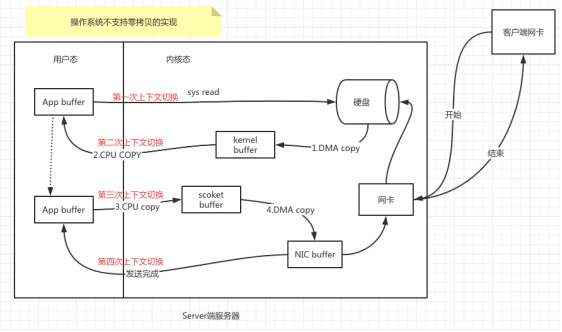 操作系统不支持零拷贝的实现
客户端网卡
用户态
内核态
第一次上下文切换
sys read
App buffer
硬盘
开始
第二次上下文切换
kernel
buffer
1.DMA copy
2.CPU COPY
结束
第三次上下文切换
scoket
buffer
网卡
App buffer
3.CPU copy
4.DMA copy
第四次上下文切换
NIC buffer
发送完成
Server端服务器